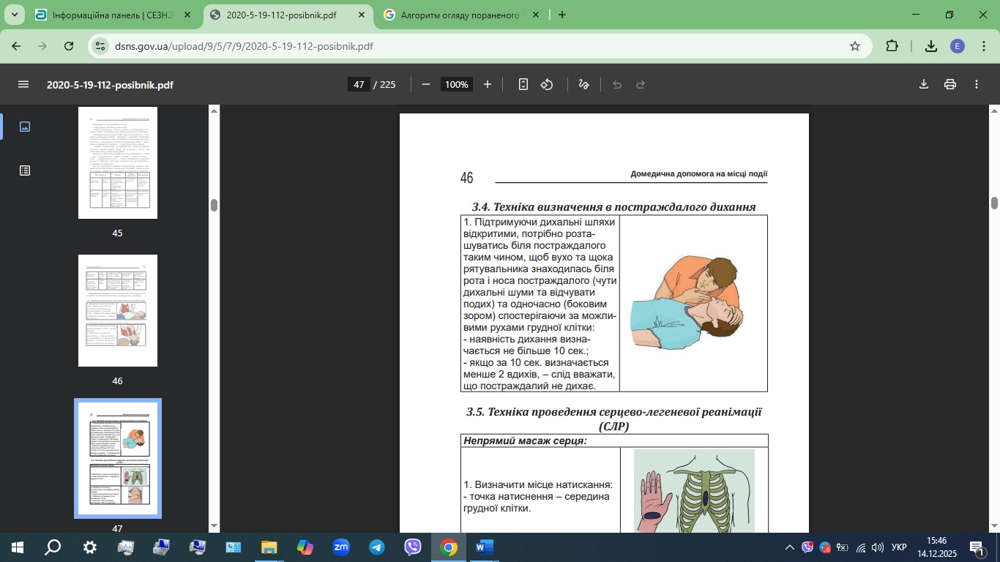 Інформаційна панель | СЕЗН.З
2020-5-19-112-posibnik.pdf
Алгоритм огляду пораненого
dsns.gov.ua/upload/9/5/7/9/2020-5-19-112-posibnik.pdf
E
2020-5-19-112-posibnik.pdf
47 / 225
100%
45
46
47
46
Домедична допомога на місці події
3.4. Техніка визначення в постраждалого дихання
1. Підтримуючи дихальні шляхи
відкритими, потрібно розта-
шуватись біля постраждалого
таким чином, щоб вухо та щока
рятувальника знаходилась біля
рота і носа постраждалого (чути
дихальні шуми та відчувати
подих) та одночасно (боковим
зором) спостерігаючи за можли-
вими рухами грудної клітки:
- наявність дихання визна-
чається не більше 10 сек.;
- якщо за 10 сек. визначається
менше 2 вдихів, – слід вважати,
що постраждалий не дихає.
3.5. Техніка проведення серцево-легеневої реанімації
(СЛР)
Непрямий масаж серця:
1. Визначити місце натискання:
- точка натиснення – середина
грудної клітки.
zm
W
УКР
15:46
14.12.2025
1